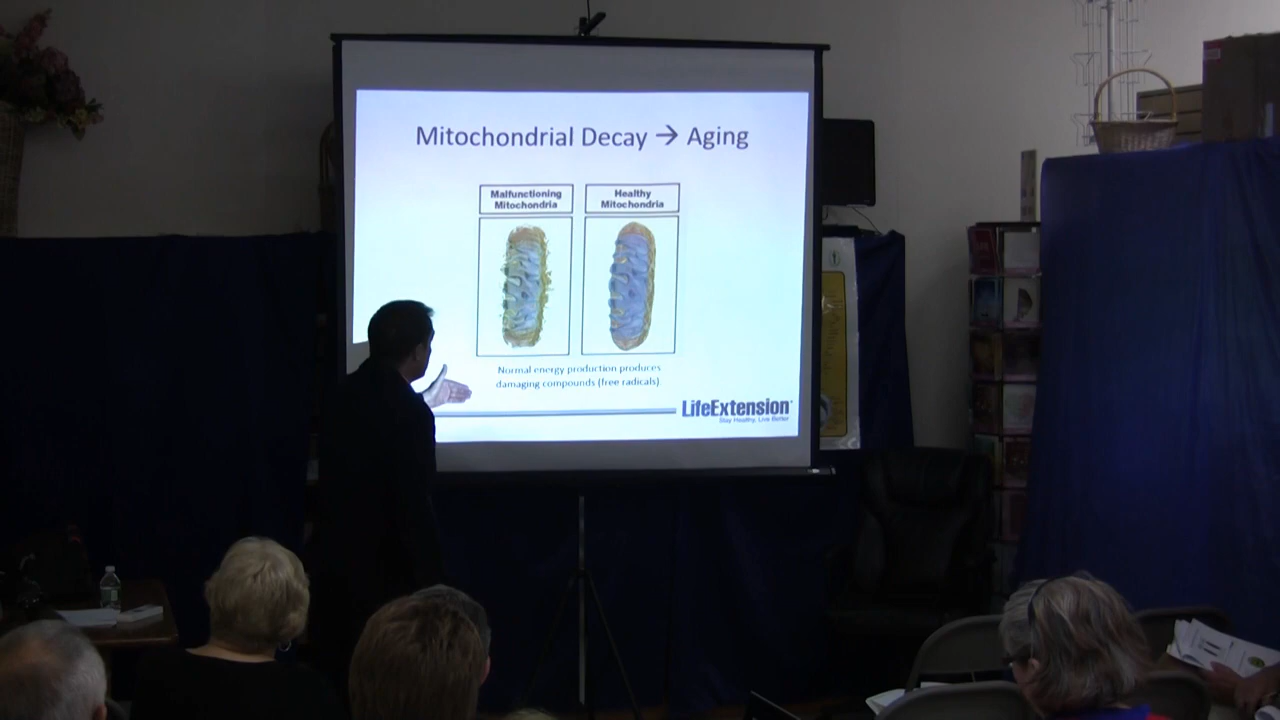 Mitochondrial Decay → Aging
Malfunctioning
Mitochondria
Healthy
Mitochondria
Normal energy production produces
damaging compounds (free radicals)
LifeExtension
Stay Healthy, Live Better